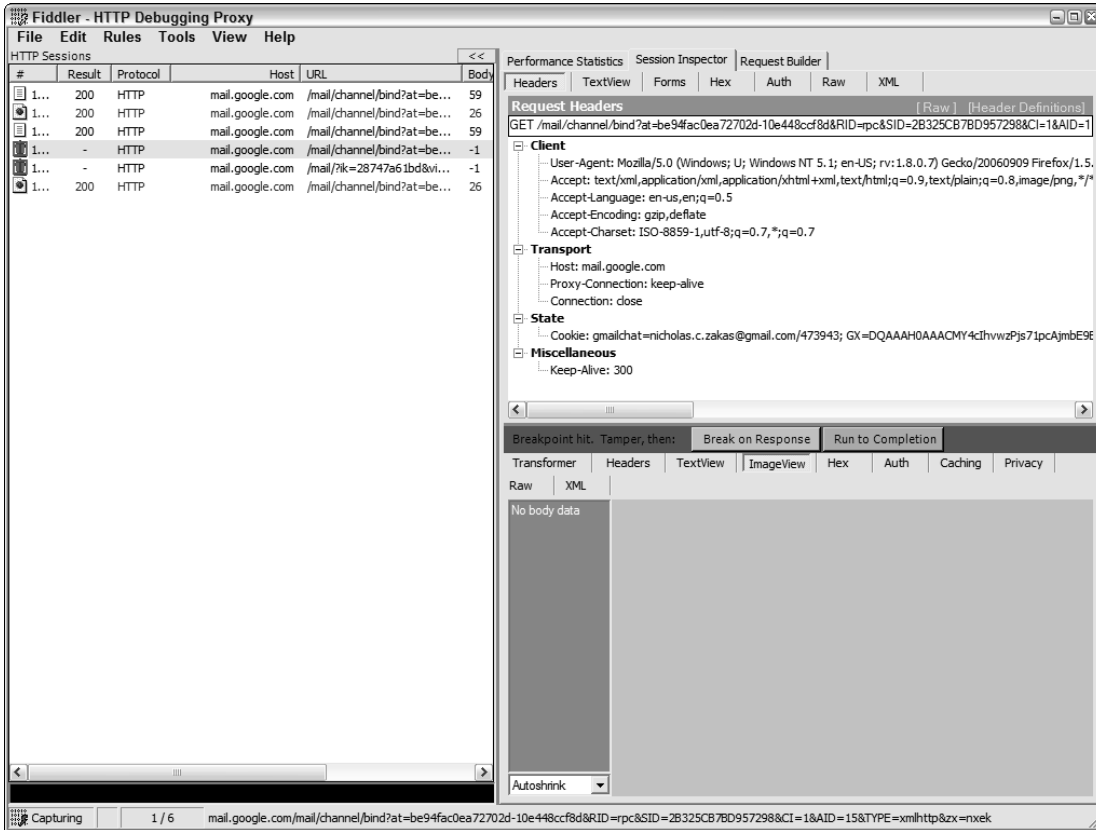 Fiddler - HTTP Debugging Proxy
File Edit Rules Tools View Help
HTTP Sessions <<
# Result Protocol Host URL Body
1... 200 HTTP mail.google.com /mail/channel/bind?at=be... 59
1... 200 HTTP mail.google.com /mail/channel/bind?at=be... 26
1... 200 HTTP mail.google.com /mail/channel/bind?at=be... 59
1... - HTTP mail.google.com /mail/channel/bind?at=be... -1
1... - HTTP mail.google.com /mail/?ik=28747a61bd&vi... -1
1... 200 HTTP mail.google.com /mail/channel/bind?at=be... 26
Performance Statistics Session Inspector Request Builder
Headers TextView Forms Hex Auth Raw XML
Request Headers [Raw] [Header Definitions]
GET /mail/channel/bind?at=be94fac0ea72702d-10e448ccf8d&RID=rpc&SID=2B325CB7BD957298&CI=1&AID=1
Client
User-Agent: Mozilla/5.0 (Windows; U; Windows NT 5.1; en-US; rv:1.8.0.7) Gecko/20060909 Firefox/1.5.
Accept: text/xml,application/xml,application/xhtml+xml,text/html;q=0.9,text/plain;q=0.8,image/png,*/*
Accept-Language: en-us,en;q=0.5
Accept-Encoding: gzip,deflate
Accept-Charset: ISO-8859-1,utf-8;q=0.7,*;q=0.7
Transport
Host: mail.google.com
Proxy-Connection: keep-alive
Connection: close
State
Cookie: gmailchat=nicholas.c.zakas@gmail.com/473943; GX=DQAAAH0AAACMY4cIhvwzPjs71pcAjmbE9E
Miscellaneous
Keep-Alive: 300
Breakpoint hit. Tamper, then: Break on Response Run to Completion
Transformer Headers TextView ImageView Hex Auth Caching Privacy
Raw XML
No body data
Autoshrink
Capturing 1 / 6 mail.google.com/mail/channel/bind?at=be94fac0ea72702d-10e448ccf8d&RID=rpc&SID=2B325CB7BD957298&CI=1&AID=15&TYPE=xmlhttp&zx=nxek